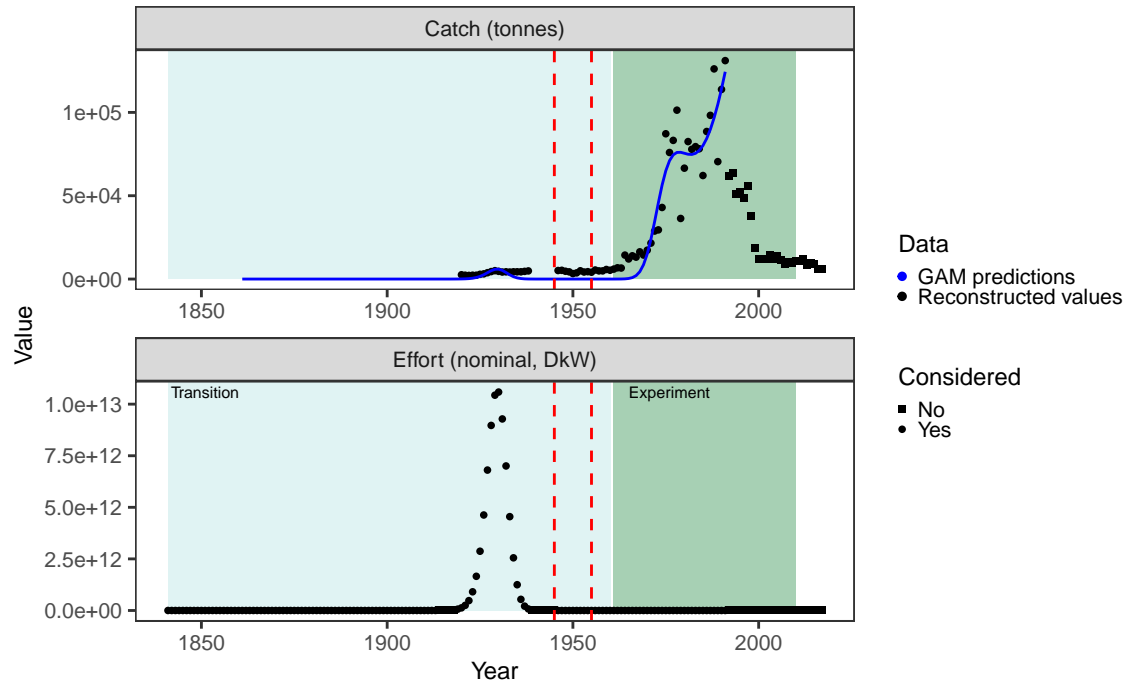 Catch (tonnes)
1e+05
5e+04
0e+00
1850 1900 1950 2000
Value
Effort (nominal, DkW)
Transition Experiment
1.0e+13
7.5e+12
5.0e+12
2.5e+12
0.0e+00
1850 1900 1950 2000
Year
Data
GAM predictions
Reconstructed values
Considered
No
Yes